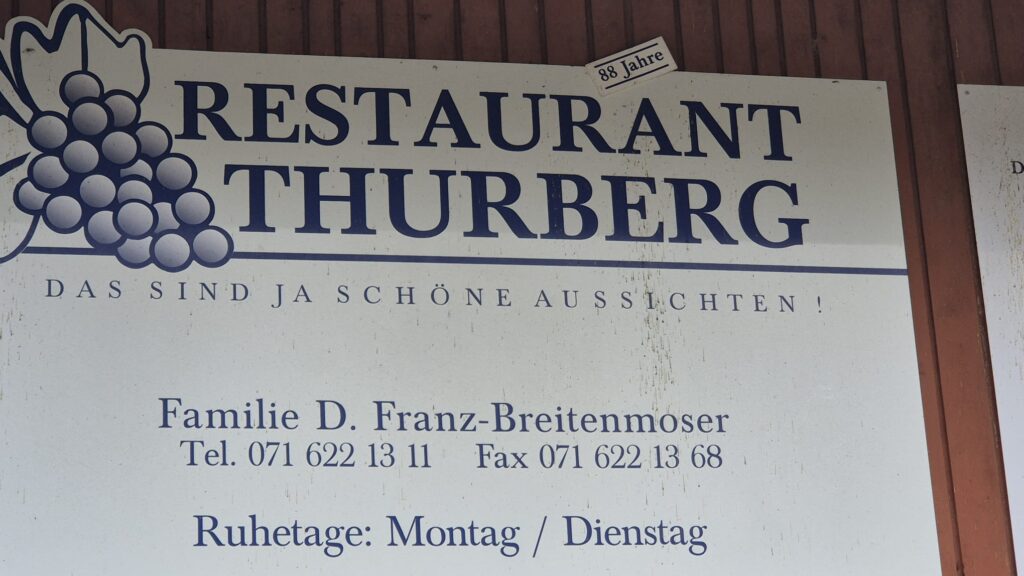 88 Jahre
RESTAURANT
THURBERG
DAS SIND JA SCHÖNE AUSSICHTEN !
Familie D. Franz-Breitenmoser
Tel. 071 622 13 11 Fax 071 622 13 68
Ruhetage: Montag / Dienstag